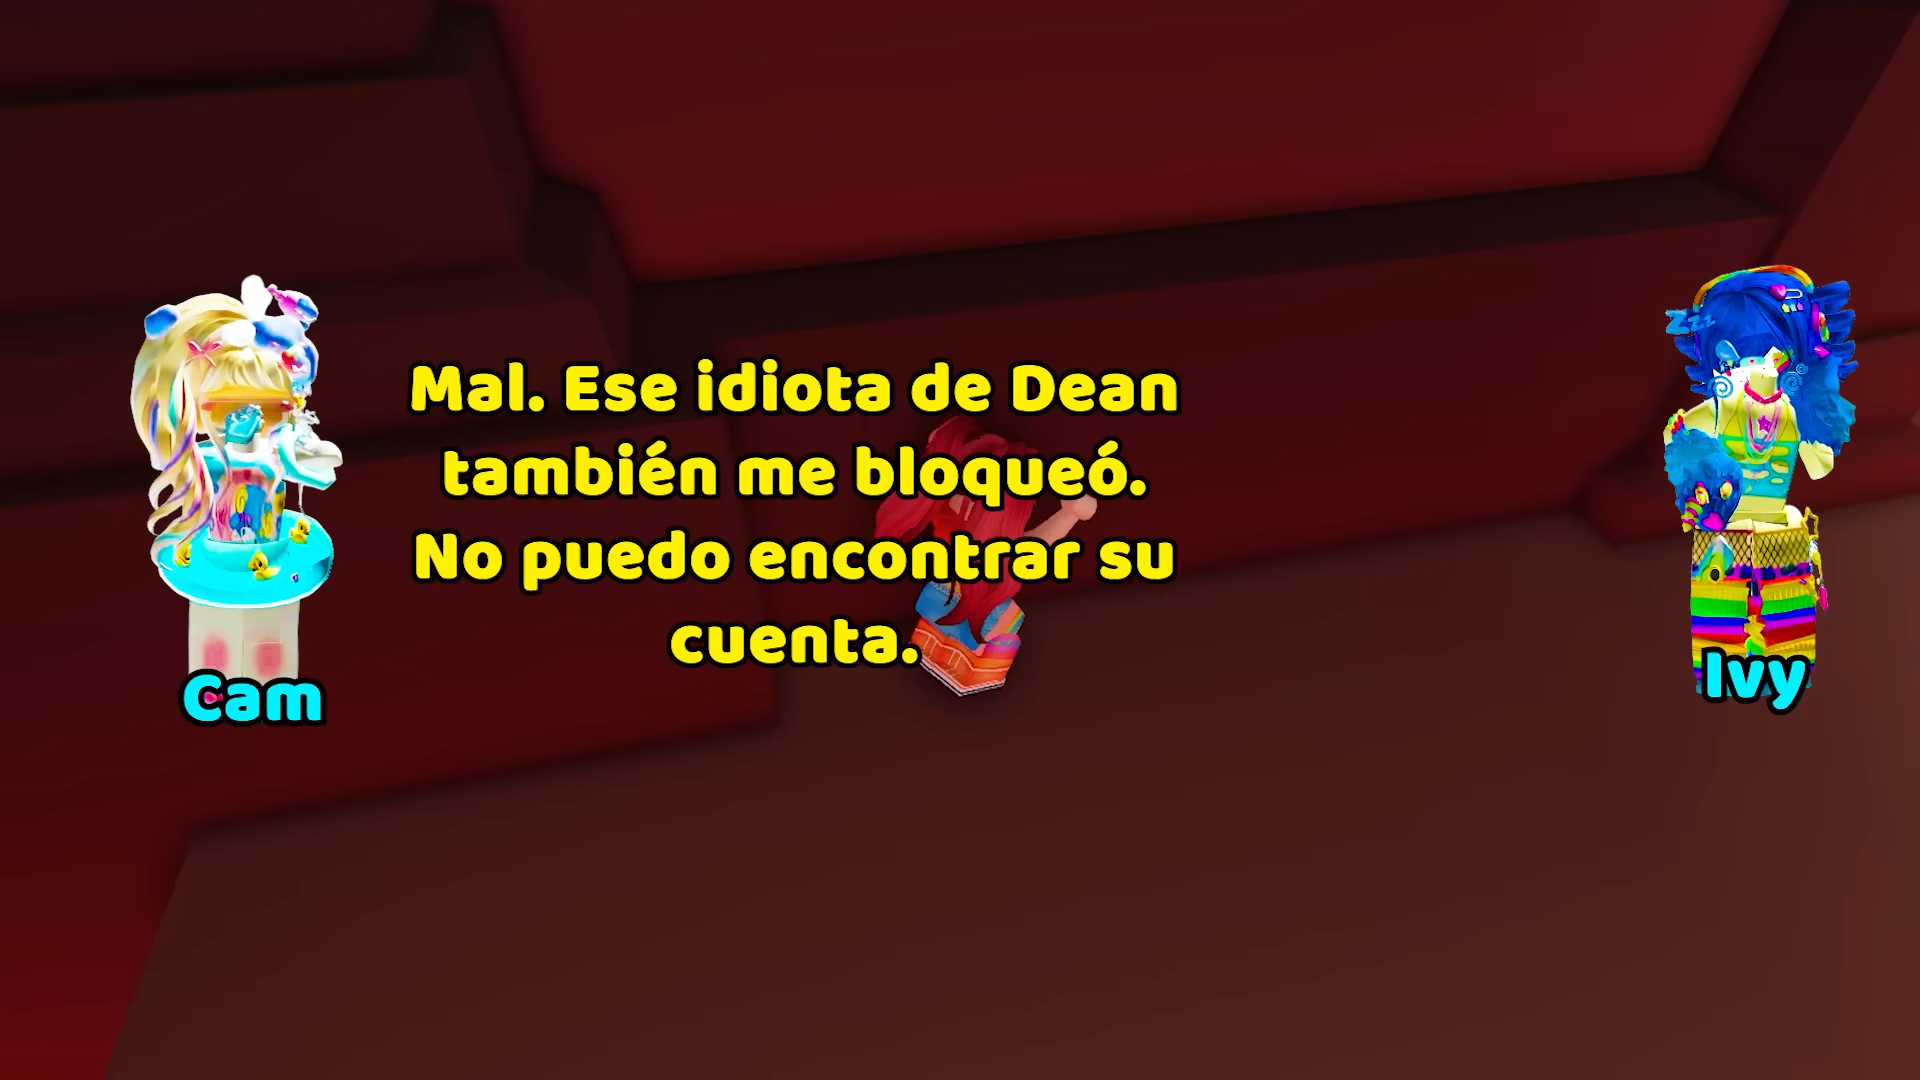 Mal. Ese idiota de Dean
también me bloqueó.
No puedo encontrar su
cuenta.
Cam
Ivy